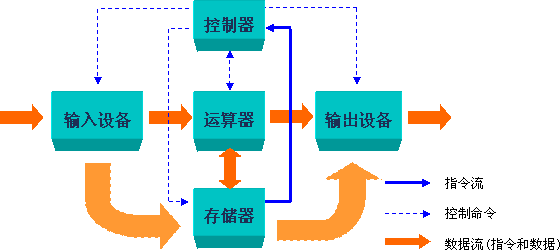 控制器
输入设备
运算器
输出设备
存储器
指令流
控制命令
数据流(指令和数据)